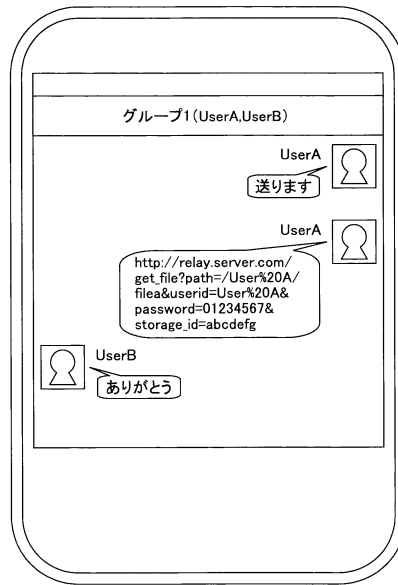 グループ1(UserA,UserB)
UserA
送ります
UserA
http://relay.server.com/
get_file?path=/User%20A/
filea&userid=User%20A&
password=01234567&
storage_id=abcdefg
UserB
ありがとう